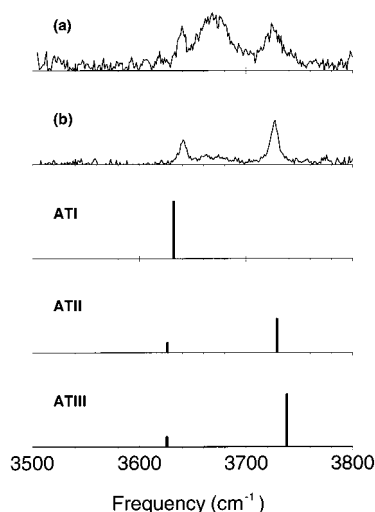 (a)
(b)
ATI
ATII
ATIII
3500 3600 3700 3800
Frequency (cm⁻¹)